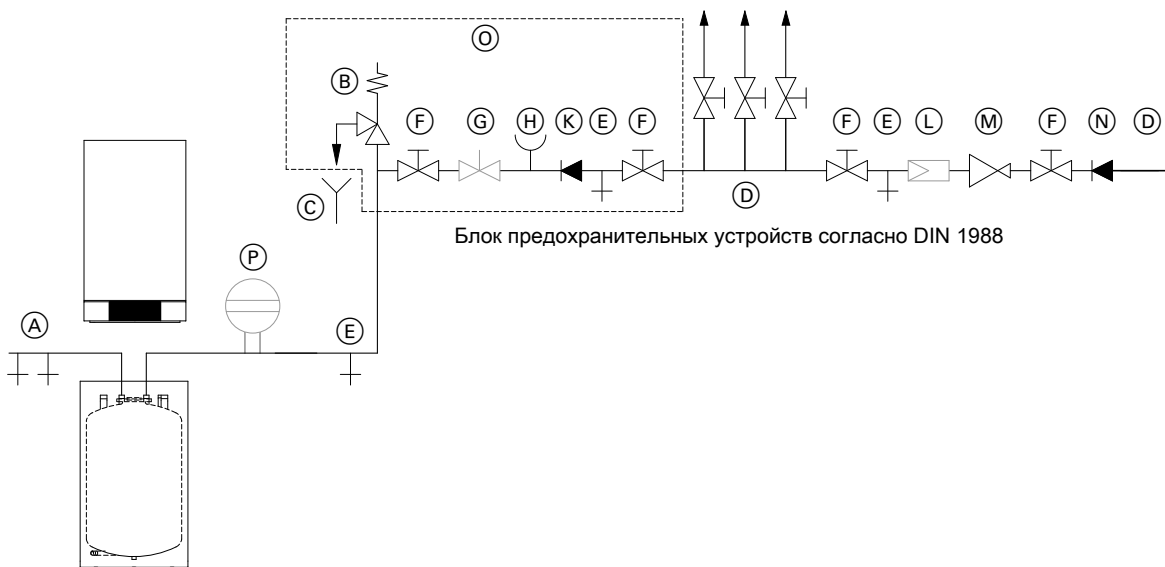 O
B
F G H K E F
F E L M F N D
C
D
Блок предохранительных устройств согласно DIN 1988
P
A
E